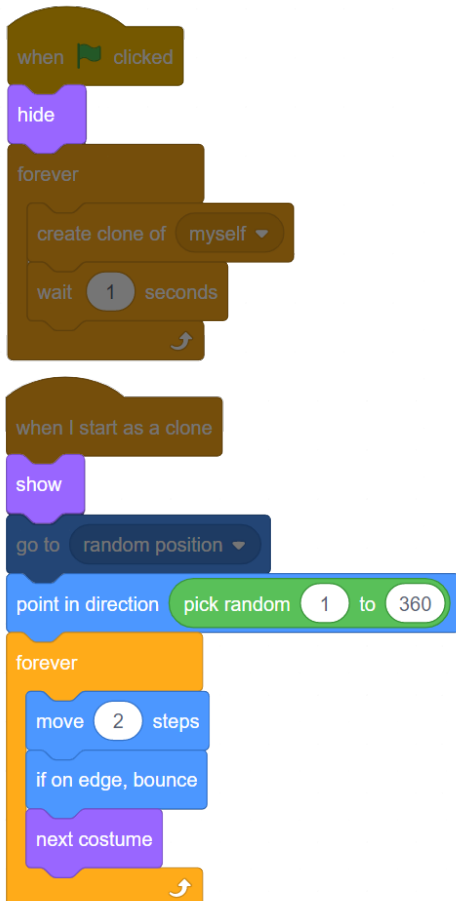 when clicked
hide
forever
create clone of myself
wait 1 seconds
when I start as a clone
show
go to random position
point in direction pick random 1 to 360
forever
move 2 steps
if on edge, bounce
next costume